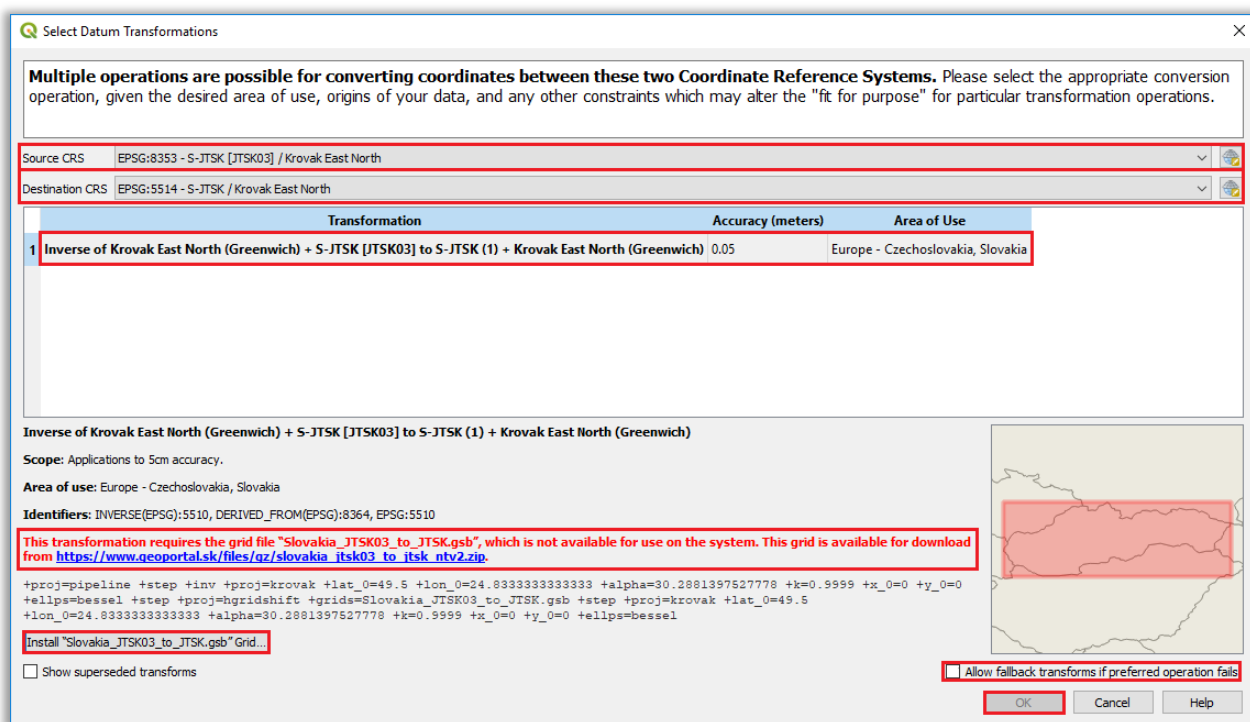 Select Datum Transformations
Multiple operations are possible for converting coordinates between these two Coordinate Reference Systems. Please select the appropriate conversion
operation, given the desired area of use, origins of your data, and any other constraints which may alter the "fit for purpose" for particular transformation operations.
Source CRS EPSG:8353 - S-JTSK [JTSK03] / Krovak East North
Destination CRS EPSG:5514 - S-JTSK / Krovak East North
Transformation Accuracy (meters) Area of Use
1 Inverse of Krovak East North (Greenwich) + S-JTSK [JTSK03] to S-JTSK (1) + Krovak East North (Greenwich) 0.05 Europe - Czechoslovakia, Slovakia
Inverse of Krovak East North (Greenwich) + S-JTSK [JTSK03] to S-JTSK (1) + Krovak East North (Greenwich)
Scope: Applications to 5cm accuracy.
Area of use: Europe - Czechoslovakia, Slovakia
Identifiers: INVERSE(EPSG):5510, DERIVED_FROM(EPSG):8364, EPSG:5510
This transformation requires the grid file “Slovakia_JTSK03_to_JTSK.gsb”, which is not available for use on the system. This grid is available for download
from https://www.geoportal.sk/files/gz/slovakia_jtsk03_to_jtsk_ntv2.zip.
+proj=pipeline +step +inv +proj=krovak +lat_0=49.5 +lon_0=24.8333333333333 +alpha=30.2881397527778 +k=0.9999 +x_0=0 +y_0=0
+ellps=bessel +step +proj=hgridshift +grids=Slovakia_JTSK03_to_JTSK.gsb +step +proj=krovak +lat_0=49.5
+lon_0=24.8333333333333 +alpha=30.2881397527778 +k=0.9999 +x_0=0 +y_0=0 +ellps=bessel
Install “Slovakia_JTSK03_to_JTSK.gsb” Grid...
Show superseded transforms
Allow fallback transforms if preferred operation fails
OK Cancel Help